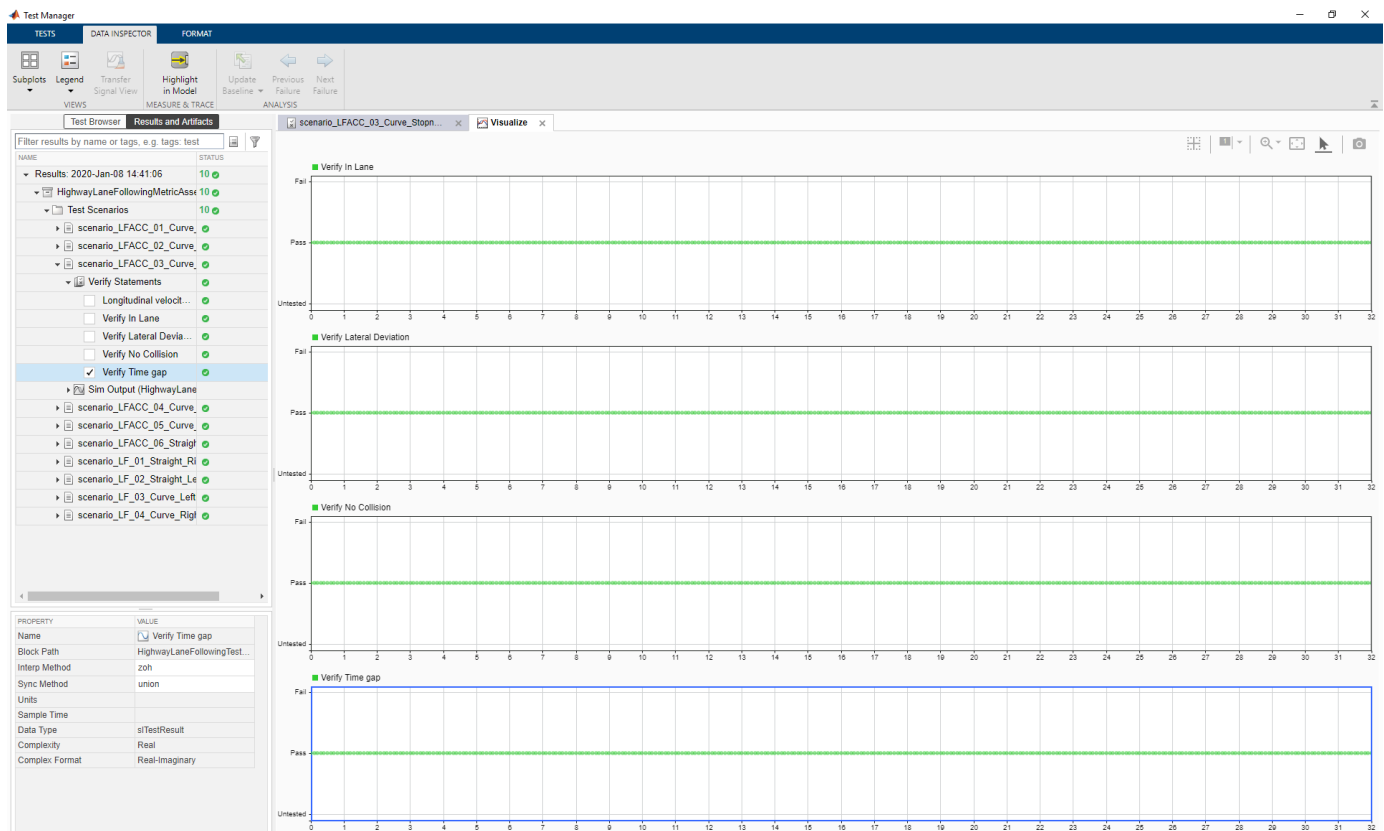 Test Manager
TESTS DATA INSPECTOR FORMAT
Subplots Legend Transfer Signal View Highlight in Model Update Baseline Previous Failure Next Failure
VIEWS MEASURE & TRACE ANALYSIS
Test Browser Results and Artifacts
Filter results by name or tags, e.g. tags: test
NAME STATUS
Results: 2020-Jan-08 14:41:06 10
HighwayLaneFollowingMetricAsse 10
Test Scenarios 10
scenario_LFACC_01_Curve_
scenario_LFACC_02_Curve_
scenario_LFACC_03_Curve_
Verify Statements
Longitudinal velocit...
Verify In Lane
Verify Lateral Devia...
Verify No Collision
Verify Time gap
Sim Output (HighwayLane
scenario_LFACC_04_Curve_
scenario_LFACC_05_Curve_
scenario_LFACC_06_Straigh
scenario_LF_01_Straight_Ri
scenario_LF_02_Straight_Le
scenario_LF_03_Curve_Left
scenario_LF_04_Curve_Righ
PROPERTY VALUE
Name Verify Time gap
Block Path HighwayLaneFollowingTest...
Interp Method zoh
Sync Method union
Units
Sample Time
Data Type slTestResult
Complexity Real
Complex Format Real-Imaginary
scenario_LFACC_03_Curve_Stopn... Visualize
Verify In Lane
Fail
Pass
Untested
0 1 2 3 4 5 6 7 8 9 10 11 12 13 14 15 16 17 18 19 20 21 22 23 24 25 26 27 28 29 30 31 32
Verify Lateral Deviation
Fail
Pass
Untested
0 1 2 3 4 5 6 7 8 9 10 11 12 13 14 15 16 17 18 19 20 21 22 23 24 25 26 27 28 29 30 31 32
Verify No Collision
Fail
Pass
Untested
0 1 2 3 4 5 6 7 8 9 10 11 12 13 14 15 16 17 18 19 20 21 22 23 24 25 26 27 28 29 30 31 32
Verify Time gap
Fail
Pass
Untested
0 1 2 3 4 5 6 7 8 9 10 11 12 13 14 15 16 17 18 19 20 21 22 23 24 25 26 27 28 29 30 31 32